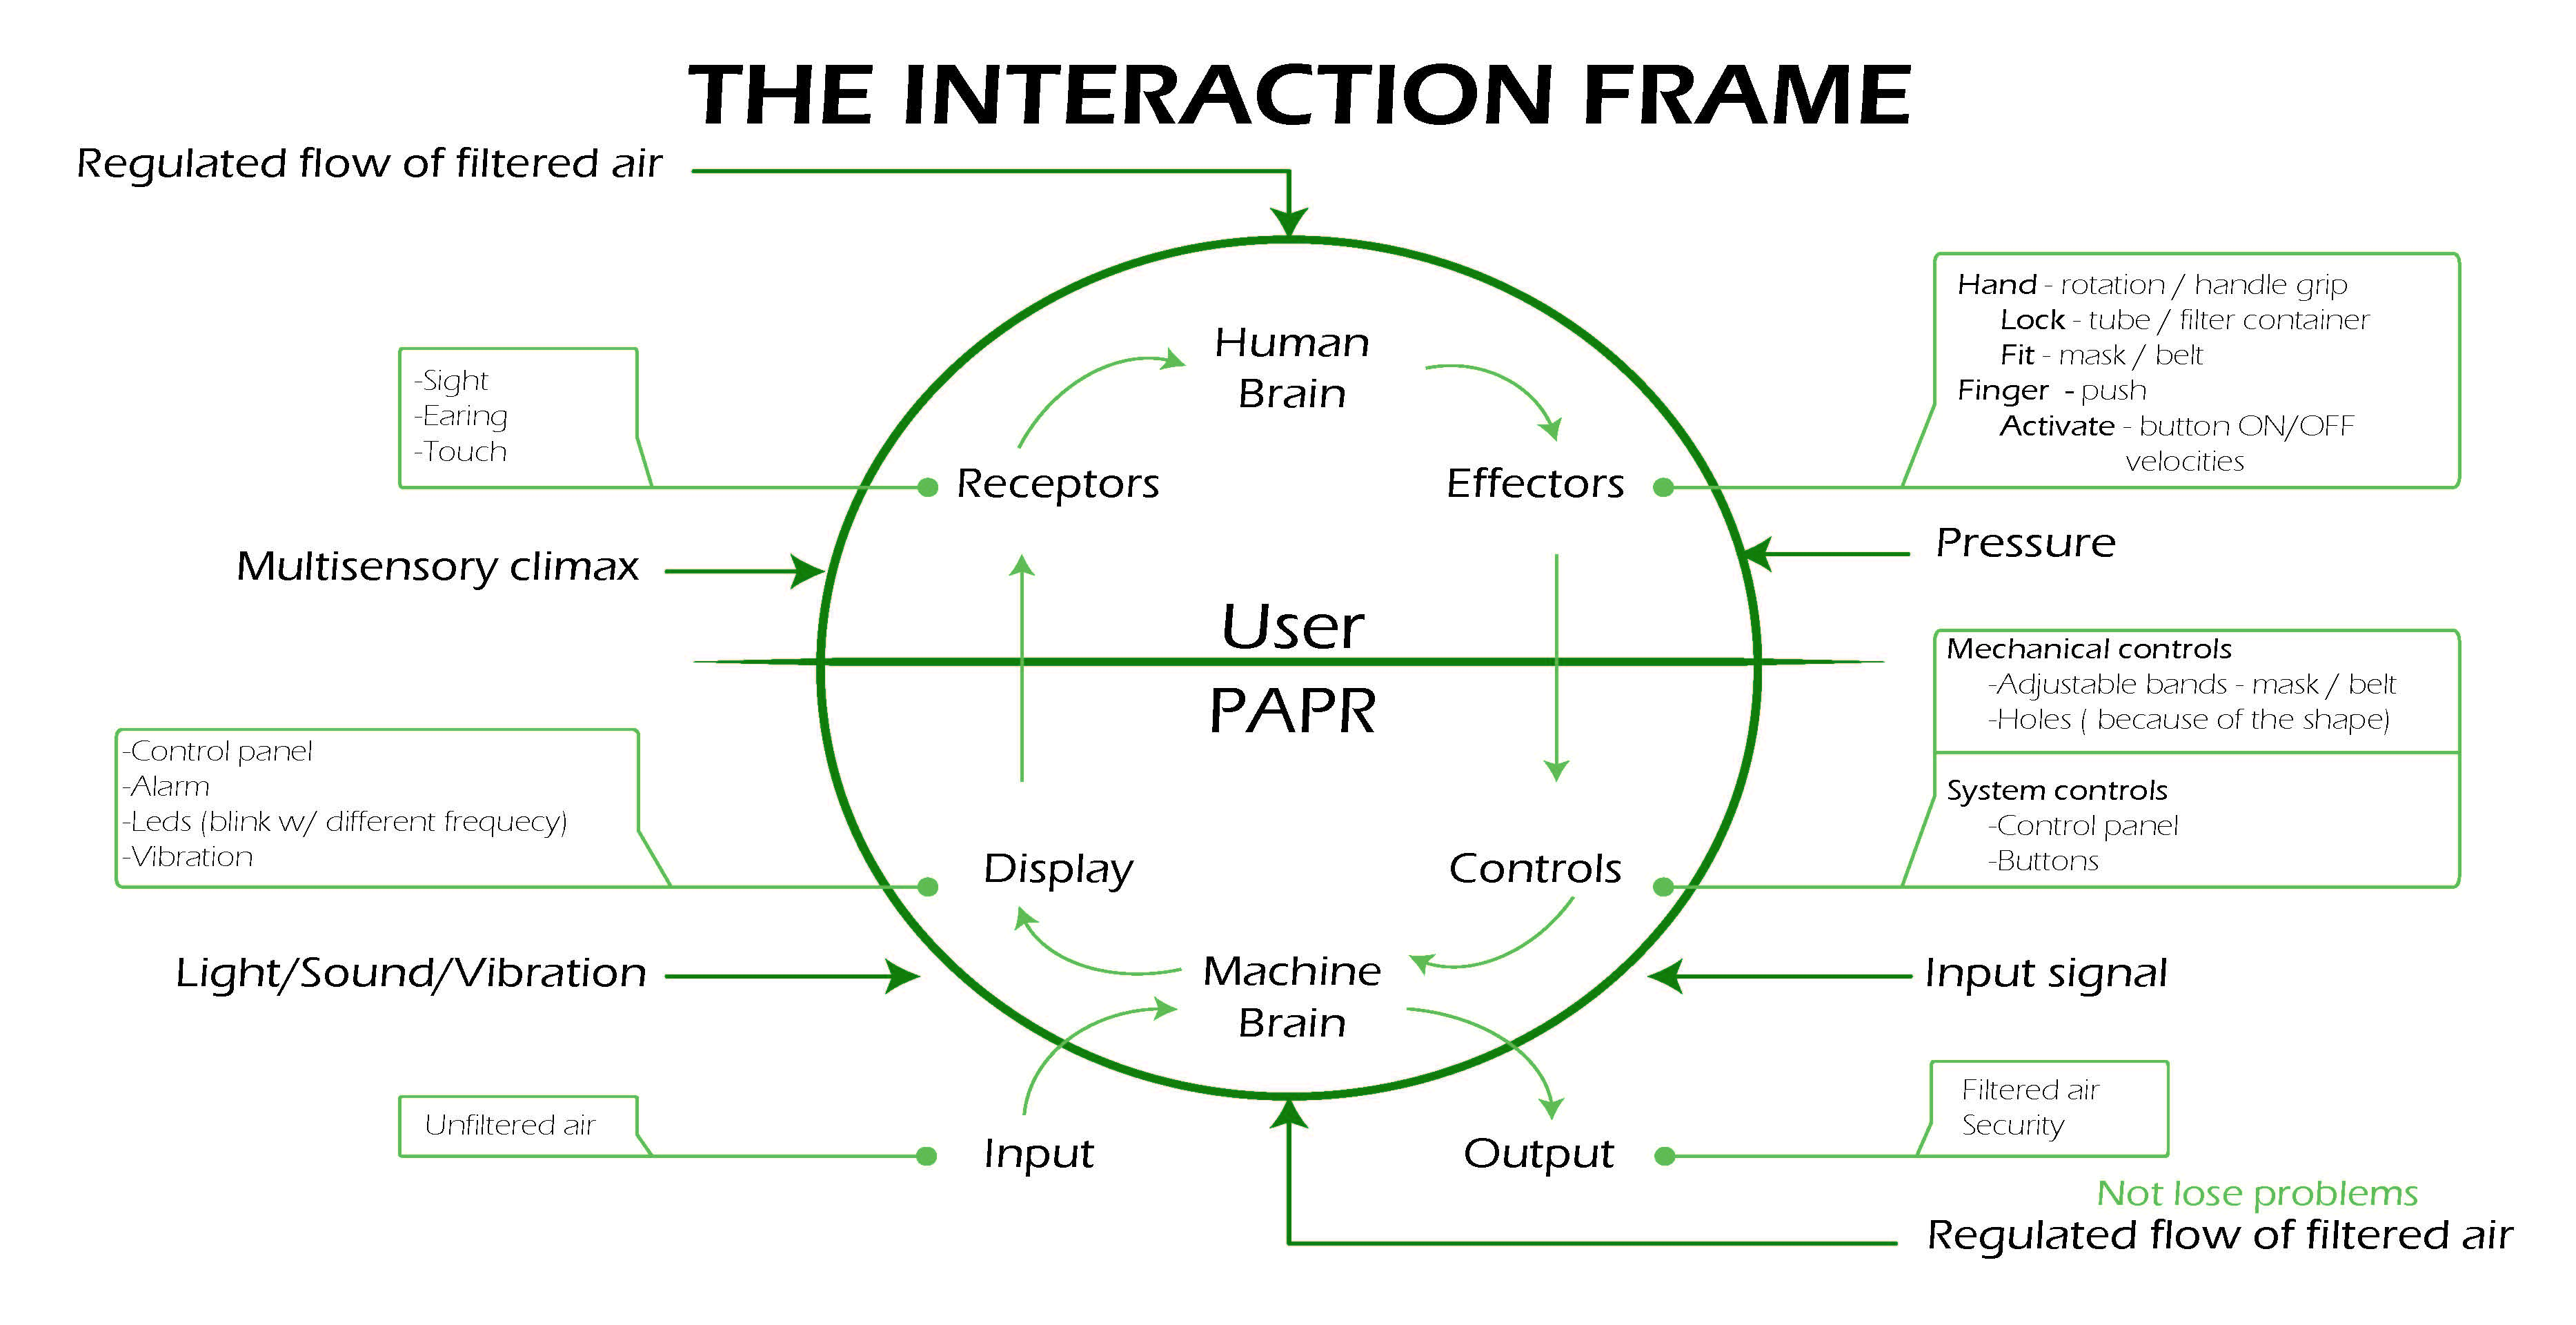 THE INTERACTION FRAME
Regulated flow of filtered air
Human
Brain
Hand - rotation / handle grip
Lock - tube / filter container
Fit - mask / belt
Finger - push
Activate - button ON/OFF
velocities
-Sight
-Earing
-Touch
Receptors
Effectors
Multisensory climax
Pressure
User
PAPR
Mechanical controls
-Adjustable bands - mask / belt
-Holes ( because of the shape)
System controls
-Control panel
-Buttons
-Control panel
-Alarm
-Leds (blink w/ different frequecy)
-Vibration
Display
Controls
Light/Sound/Vibration
Machine
Brain
Input signal
Unfiltered air
Input
Output
Filtered air
Security
Not lose problems
Regulated flow of filtered air